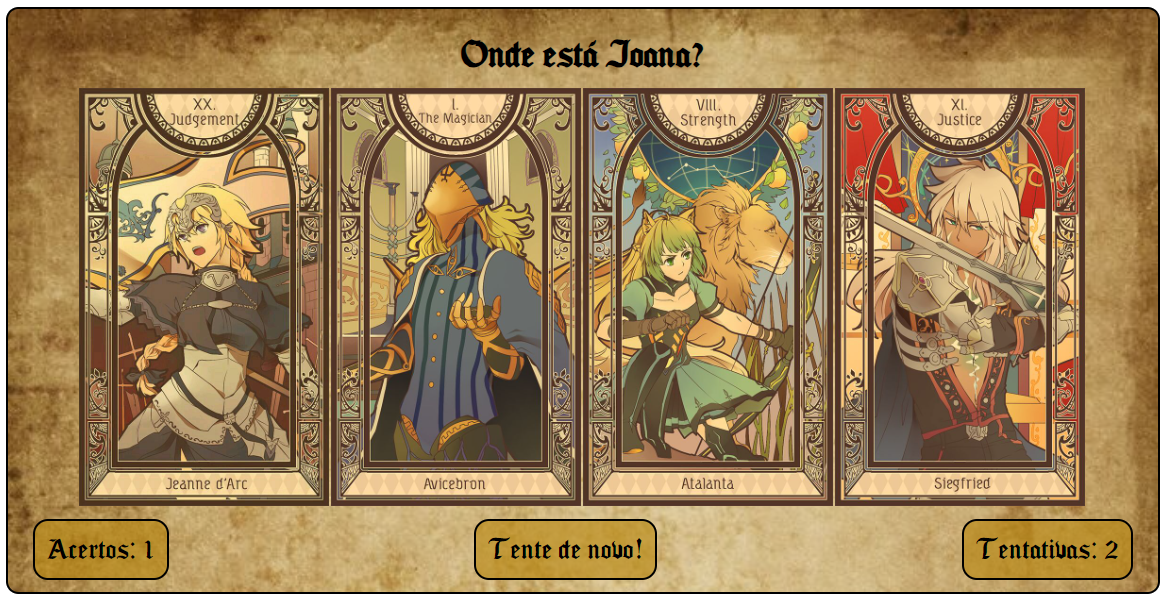 Onde está Joana?
XX.
Judgement
I.
The Magician
VIII.
Strength
XI.
Justice
Jeanne d'Arc
Avicebron
Atalanta
Siegfried
Acertos: 1
Tente de novo!
Tentativas: 2